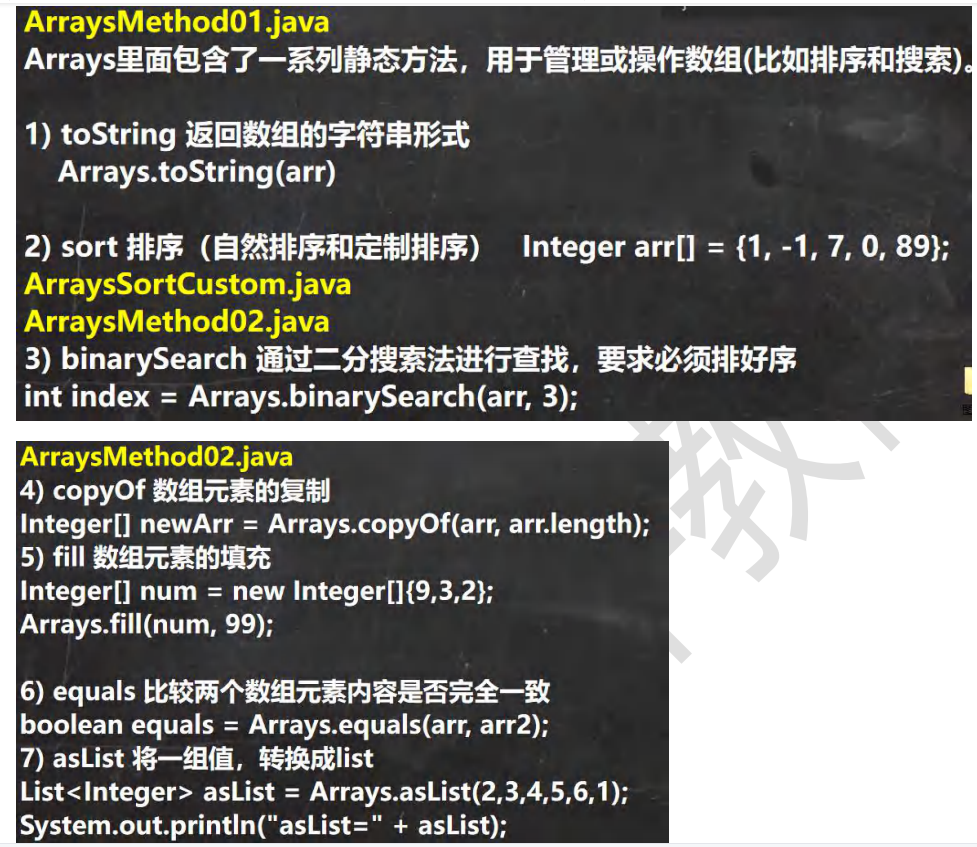 ArraysMethod01.java
Arrays里面包含了一系列静态方法，用于管理或操作数组(比如排序和搜索)。
1) toString 返回数组的字符串形式
Arrays.toString(arr)
2) sort 排序（自然排序和定制排序） Integer arr[] = {1, -1, 7, 0, 89};
ArraysSortCustom.java
ArraysMethod02.java
3) binarySearch 通过二分搜索法进行查找，要求必须排好序
int index = Arrays.binarySearch(arr, 3);
ArraysMethod02.java
4) copyOf 数组元素的复制
Integer[] newArr = Arrays.copyOf(arr, arr.length);
5) fill 数组元素的填充
Integer[] num = new Integer[]{9,3,2};
Arrays.fill(num, 99);
6) equals 比较两个数组元素内容是否完全一致
boolean equals = Arrays.equals(arr, arr2);
7) asList 将一组值，转换成list
List<Integer> asList = Arrays.asList(2,3,4,5,6,1);
System.out.println("asList=" + asList);
教